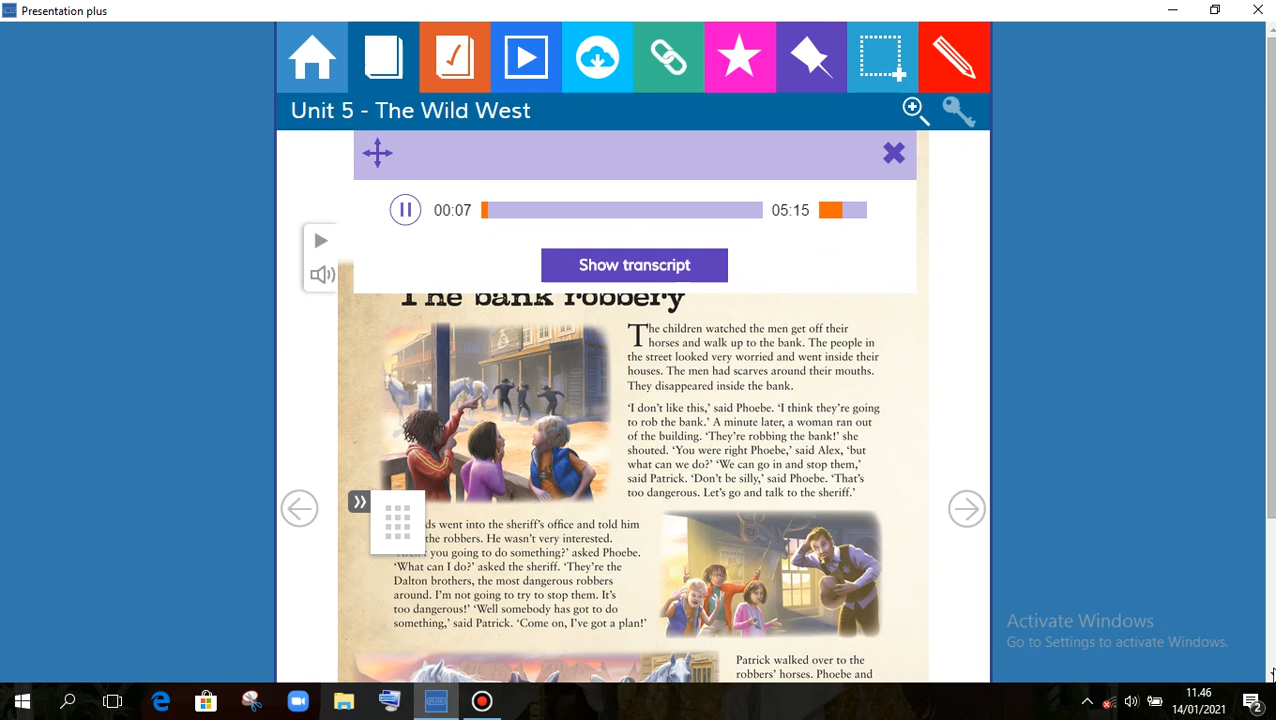 Presentation plus
Unit 5 - The Wild West
00:07
05:15
Show transcript
The bank robbery
The children watched the men get off their
horses and walk up to the bank. The people in
the street looked very worried and went inside their
houses. The men had scarves around their mouths.
They disappeared inside the bank.
‘I don’t like this,’ said Phoebe. ‘I think they’re going
to rob the bank.’ A minute later, a woman ran out
of the building. ‘They’re robbing the bank!’ she
shouted. ‘You were right Phoebe,’ said Alex, ‘but
what can we do?’ ‘We can go in and stop them,’
said Patrick. ‘Don’t be silly,’ said Phoebe. ‘That’s
too dangerous. Let’s go and talk to the sheriff.’
went into the sheriff’s office and told him
the robbers. He wasn’t very interested.
‘Aren’t you going to do something?’ asked Phoebe.
‘What can I do?’ asked the sheriff. ‘They’re the
Dalton brothers, the most dangerous robbers
around. I’m not going to try to stop them. It’s
too dangerous!’ ‘Well somebody has got to do
something,’ said Patrick. ‘Come on, I’ve got a plan!’
Patrick walked over to the
robbers’ horses. Phoebe and
Activate Windows
Go to Settings to activate Windows.
11.46
14/01/2021
2